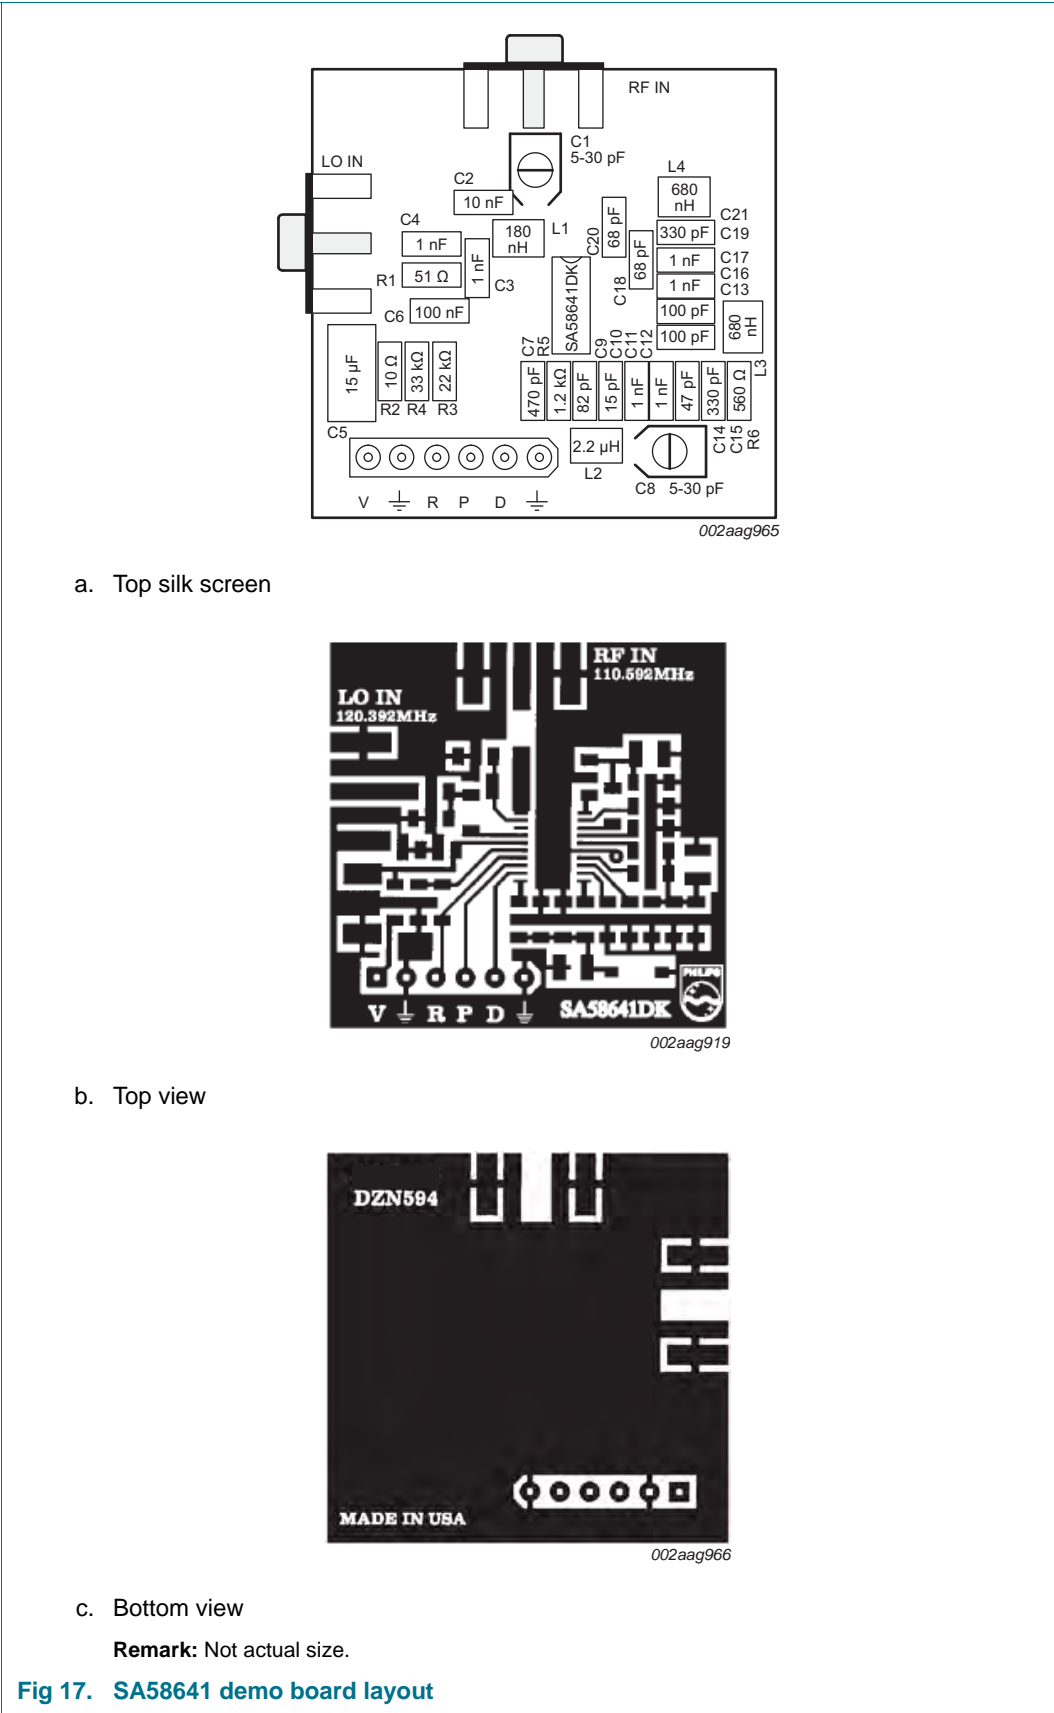 RF IN
C1
5-30 pF
LO IN
C2
10 nF
L4
680
nH
C4
1 nF
180
nH
L1
C20
68 pF
330 pF
C21
C19
R1
51 Ω
1 nF
C3
C18
68 pF
1 nF
C17
C16
1 nF
C13
C6
100 nF
SA58641DK
100 pF
100 pF
680
nH
L3
15 µF
C5
10 Ω
33 kΩ
22 kΩ
R2
R4
R3
C7
R5
C9
C10
C11
C12
470 pF
1.2 kΩ
82 pF
15 pF
1 nF
1 nF
47 pF
330 pF
560 Ω
C14
C15
R6
2.2 µH
L2
C8 5-30 pF
V R P D
002aag965
a. Top silk screen
RF IN
110.592MHz
LO IN
120.392MHz
V R P D
SA58641DK
PHILIPS
002aag919
b. Top view
DZN594
MADE IN USA
002aag966
c. Bottom view
Remark: Not actual size.
Fig 17. SA58641 demo board layout